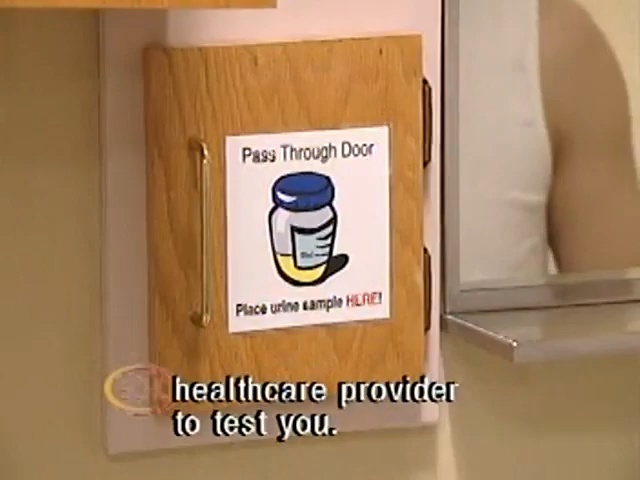 Pass Through Door
Place urine sample HERE!
healthcare provider
to test you.